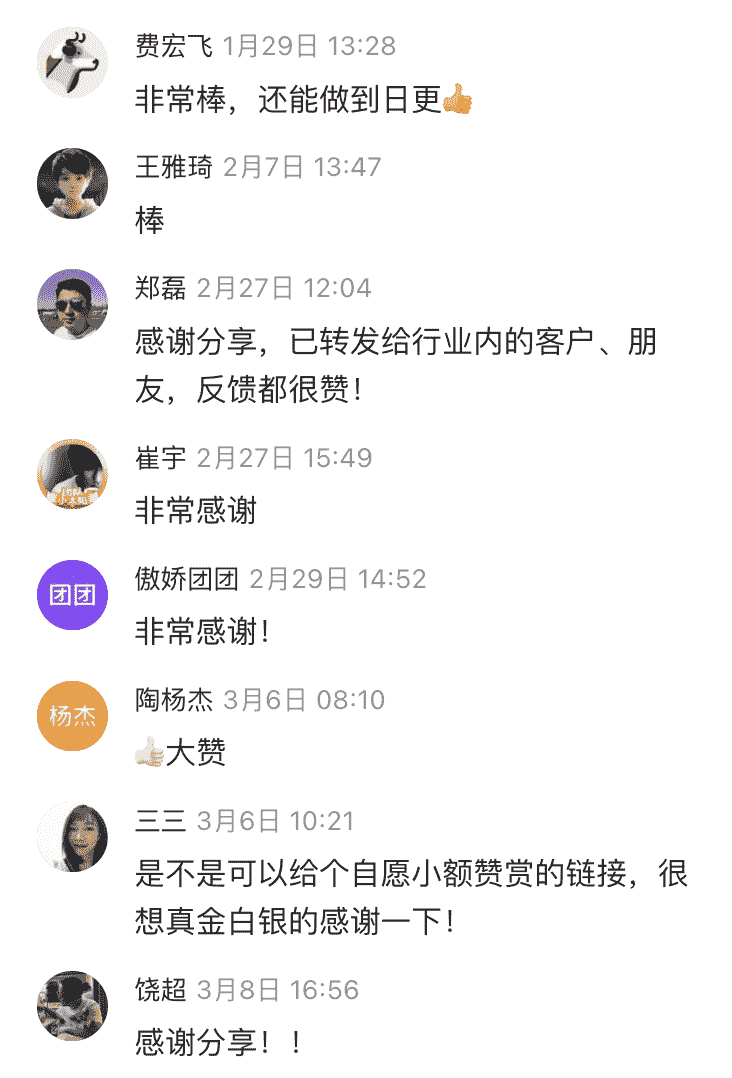 费宏飞 1月29日 13:28
非常棒，还能做到日更👍
王雅琦 2月7日 13:47
棒
郑磊 2月27日 12:04
感谢分享，已转发给行业内的客户、朋
友，反馈都很赞！
崔宇 2月27日 15:49
非常感谢
团团
傲娇团团 2月29日 14:52
非常感谢！
杨杰
陶杨杰 3月6日 08:10
👍大赞
三三 3月6日 10:21
是不是可以给个自愿小额赞赏的链接，很
想真金白银的感谢一下！
饶超 3月8日 16:56
感谢分享！！